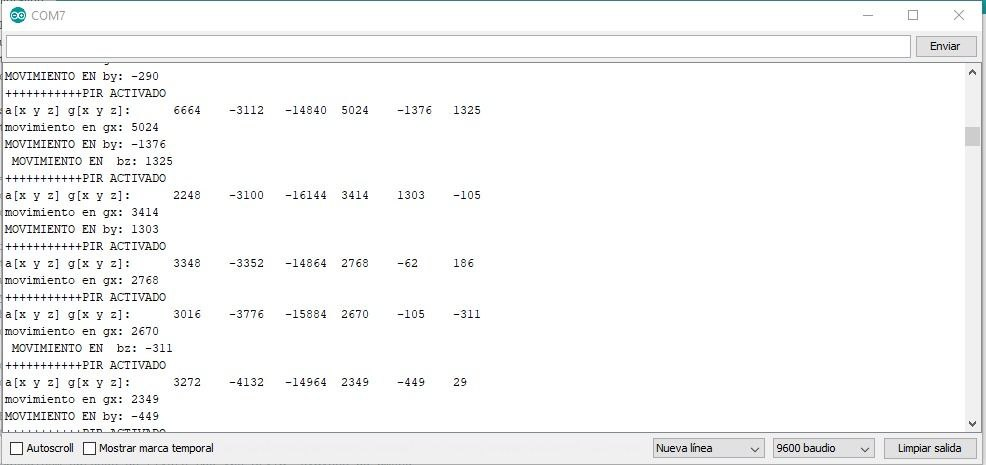 COM7
Enviar
MOVIMIENTO EN by: -290
+++++++++++PIR ACTIVADO
a[x y z] g[x y z]: 6664 -3112 -14840 5024 -1376 1325
movimiento en gx: 5024
MOVIMIENTO EN by: -1376
MOVIMIENTO EN bz: 1325
+++++++++++PIR ACTIVADO
a[x y z] g[x y z]: 2248 -3100 -16144 3414 1303 -105
movimiento en gx: 3414
MOVIMIENTO EN by: 1303
+++++++++++PIR ACTIVADO
a[x y z] g[x y z]: 3348 -3352 -14864 2768 -62 186
movimiento en gx: 2768
+++++++++++PIR ACTIVADO
a[x y z] g[x y z]: 3016 -3776 -15884 2670 -105 -311
movimiento en gx: 2670
MOVIMIENTO EN bz: -311
+++++++++++PIR ACTIVADO
a[x y z] g[x y z]: 3272 -4132 -14964 2349 -449 29
movimiento en gx: 2349
MOVIMIENTO EN by: -449
+++++++++++PIR ACTIVADO
Autoscroll Mostrar marca temporal Nueva línea 9600 baudio Limpiar salida